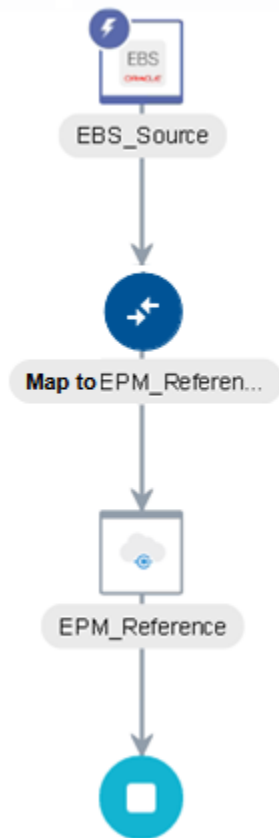 EBS
ORACLE
EBS_Source
Map to EPM_Referen...
EPM_Reference